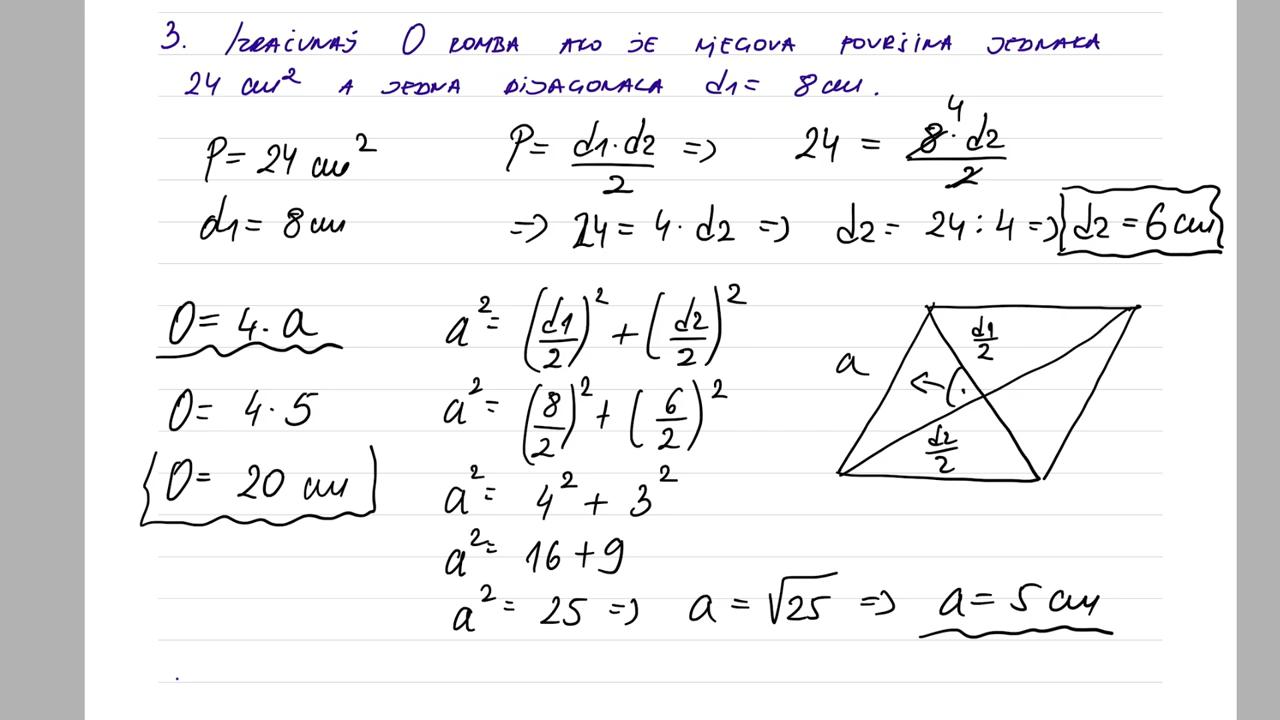 3. IZRAČUNAŠ O ROMBA AKO JE NJEGOVA POVRŠINA JEDNAKA
24 cm² A JEDNA DIJAGONALA d1 = 8 cm.
P = 24 cm²
d1 = 8 cm
P = d1·d2/2 => 24 = 8·d2/2 4
=> 24 = 4·d2 => d2 = 24 : 4 => d2 = 6 cm
O = 4·a
O = 4·5
O = 20 cm
a² = (d1/2)² + (d2/2)²
a² = (8/2)² + (6/2)²
a² = 4² + 3²
a² = 16 + 9
a² = 25 => a = √25 => a = 5 cm
a
d1/2
d2/2